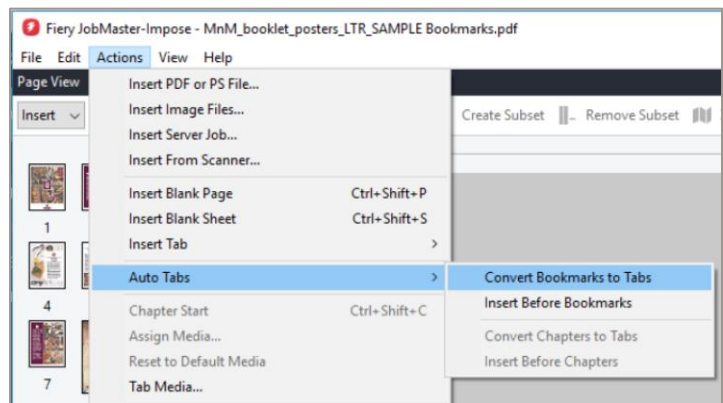 Fiery JobMaster-Impose - MnM_booklet_posters_LTR_SAMPLE Bookmarks.pdf
File Edit Actions View Help
Page View
Insert
Create Subset
Remove Subset
Insert PDF or PS File...
Insert Image Files...
Insert Server Job...
Insert From Scanner...
Insert Blank Page Ctrl+Shift+P
Insert Blank Sheet Ctrl+Shift+S
Insert Tab
Auto Tabs
Convert Bookmarks to Tabs
Insert Before Bookmarks
Convert Chapters to Tabs
Insert Before Chapters
Chapter Start Ctrl+Shift+C
Assign Media...
Reset to Default Media
Tab Media...
1
4
7